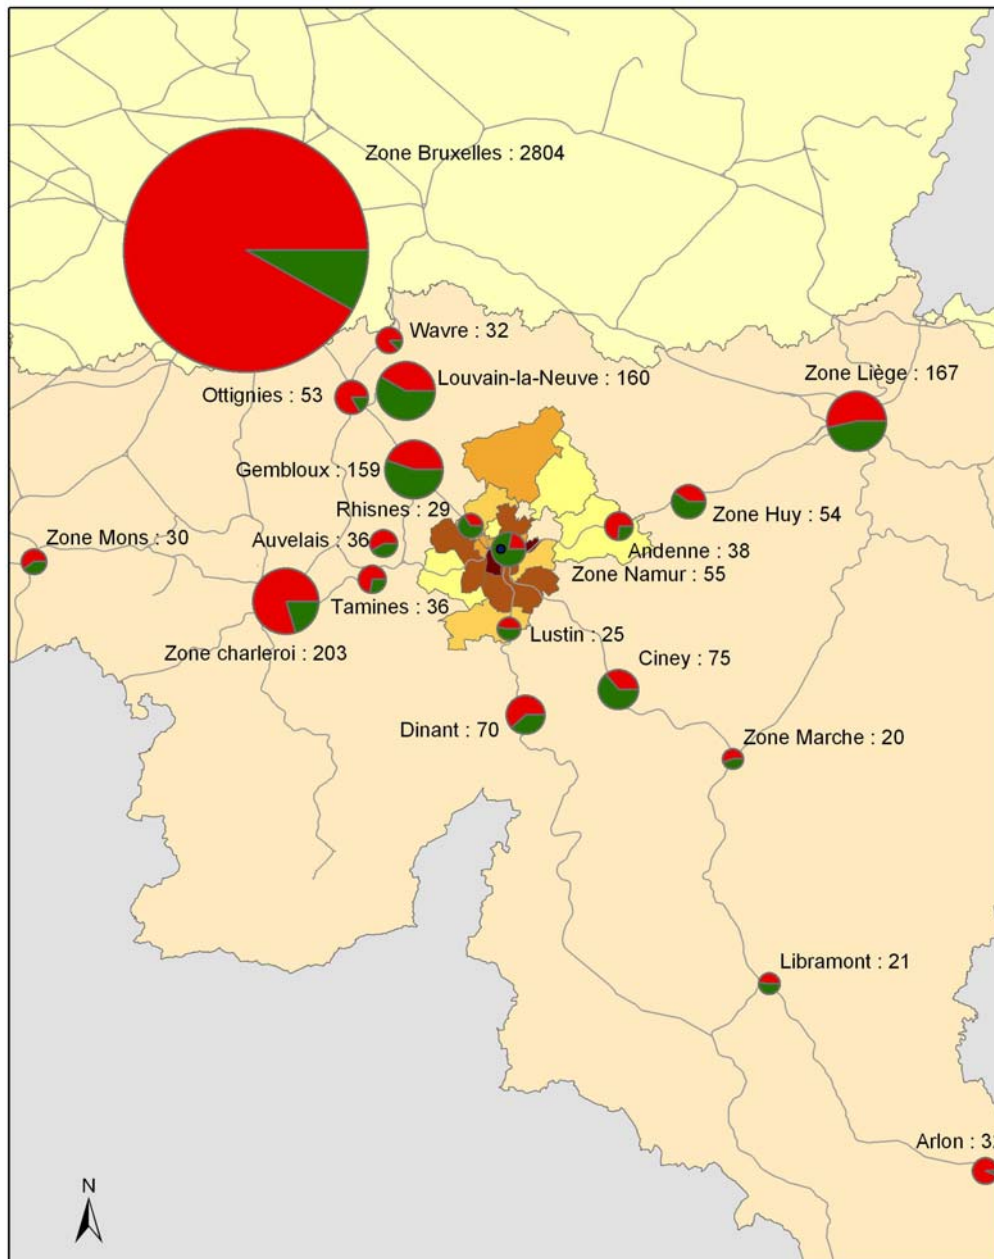 Zone Bruxelles : 2804
Wavre : 32
Louvain-la-Neuve : 160
Zone Liège : 167
Ottignies : 53
Gembloux : 159
Rhisnes : 29
Zone Huy : 54
Zone Mons : 30
Auvelais : 36
Andenne : 38
Zone Namur : 55
Tamines : 36
Lustin : 25
Zone charleroi : 203
Ciney : 75
Dinant : 70
Zone Marche : 20
Libramont : 21
Arlon :
N